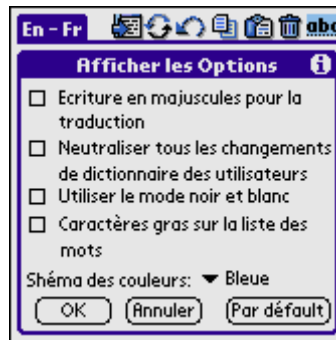 En - Fr abc
Afficher les Options i
Ecriture en majuscules pour la
traduction
Neutraliser tous les changements
de dictionnaire des utilisateurs
Utiliser le mode noir et blanc
Caractères gras sur la liste des
mots
Shéma des couleurs: Bleue
OK Annuler Par défault